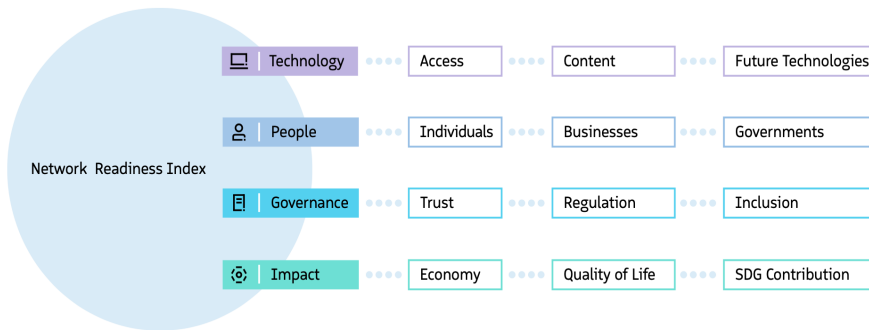 Network Readiness Index
Technology Access Content Future Technologies
People Individuals Businesses Governments
Governance Trust Regulation Inclusion
Impact Economy Quality of Life SDG Contribution